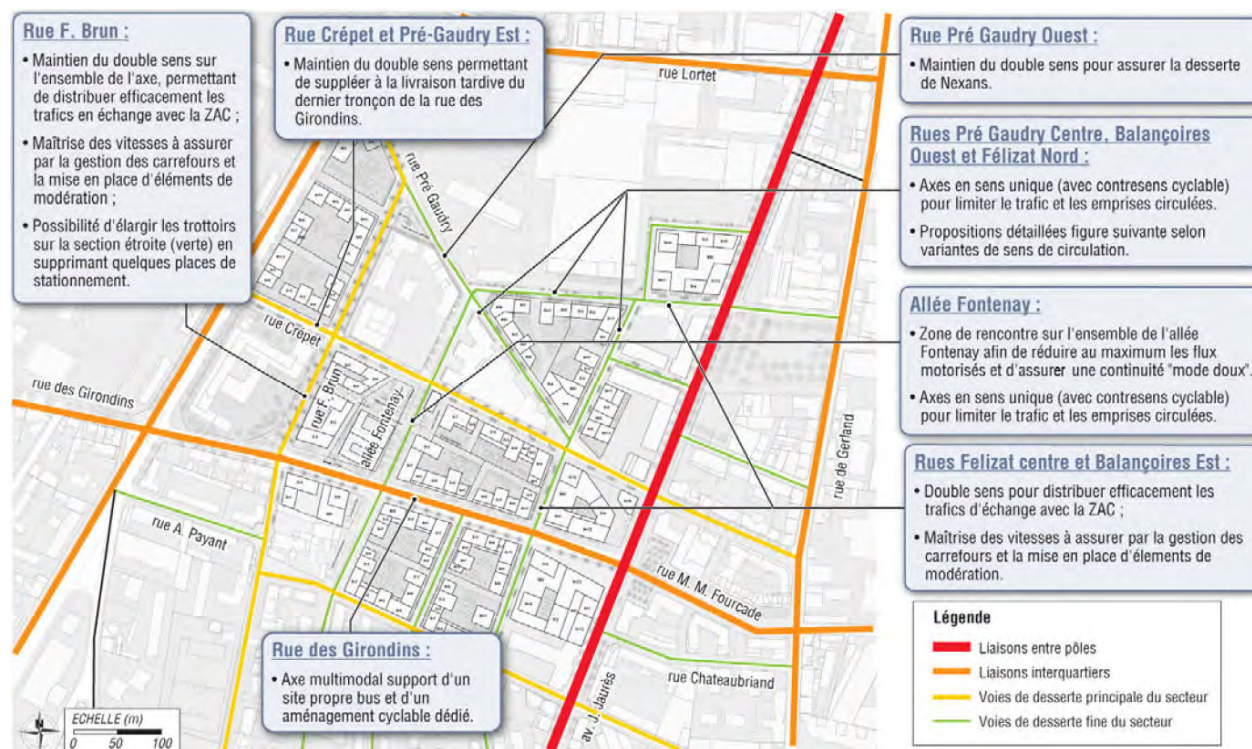 Rue F. Brun :
• Maintien du double sens sur
l'ensemble de l'axe, permettant
de distribuer efficacement les
trafics en échange avec la ZAC ;
• Maîtrise des vitesses à assurer
par la gestion des carrefours et
la mise en place d'éléments de
modération ;
• Possibilité d'élargir les trottoirs
sur la section étroite (verte) en
supprimant quelques places de
stationnement.
Rue Crépet et Pré-Gaudry Est :
• Maintien du double sens permettant
de suppléer à la livraison tardive du
dernier tronçon de la rue des
Girondins.
Rue Pré Gaudry Ouest :
• Maintien du double sens pour assurer la desserte
de Nexans.
Rues Pré Gaudry Centre, Balançoires
Ouest et Félizat Nord :
• Axes en sens unique (avec contresens cyclable)
pour limiter le trafic et les emprises circulées.
• Propositions détaillées figure suivante selon
variantes de sens de circulation.
Allée Fontenay :
• Zone de rencontre sur l'ensemble de l'allée
Fontenay afin de réduire au maximum les flux
motorisés et d'assurer une continuité "mode doux".
• Axes en sens unique (avec contresens cyclable)
pour limiter le trafic et les emprises circulées.
Rues Felizat centre et Balançoires Est :
• Double sens pour distribuer efficacement les
trafics d'échange avec la ZAC ;
• Maîtrise des vitesses à assurer par la gestion des
carrefours et la mise en place d'élements de
modération.
Rue des Girondins :
• Axe multimodal support d'un
site propre bus et d'un
aménagement cyclable dédié.
rue Lortet
rue Pré Gaudry
rue Crépet
rue des Girondins
rue F. Brun
allée Fontenay
rue de Gerland
rue A. Payant
rue M. M. Fourcade
rue Chateaubriand
av. J. Jaurès
N
ECHELLE (m)
0 50 100
Légende
Liaisons entre pôles
Liaisons interquartiers
Voies de desserte principale du secteur
Voies de desserte fine du secteur